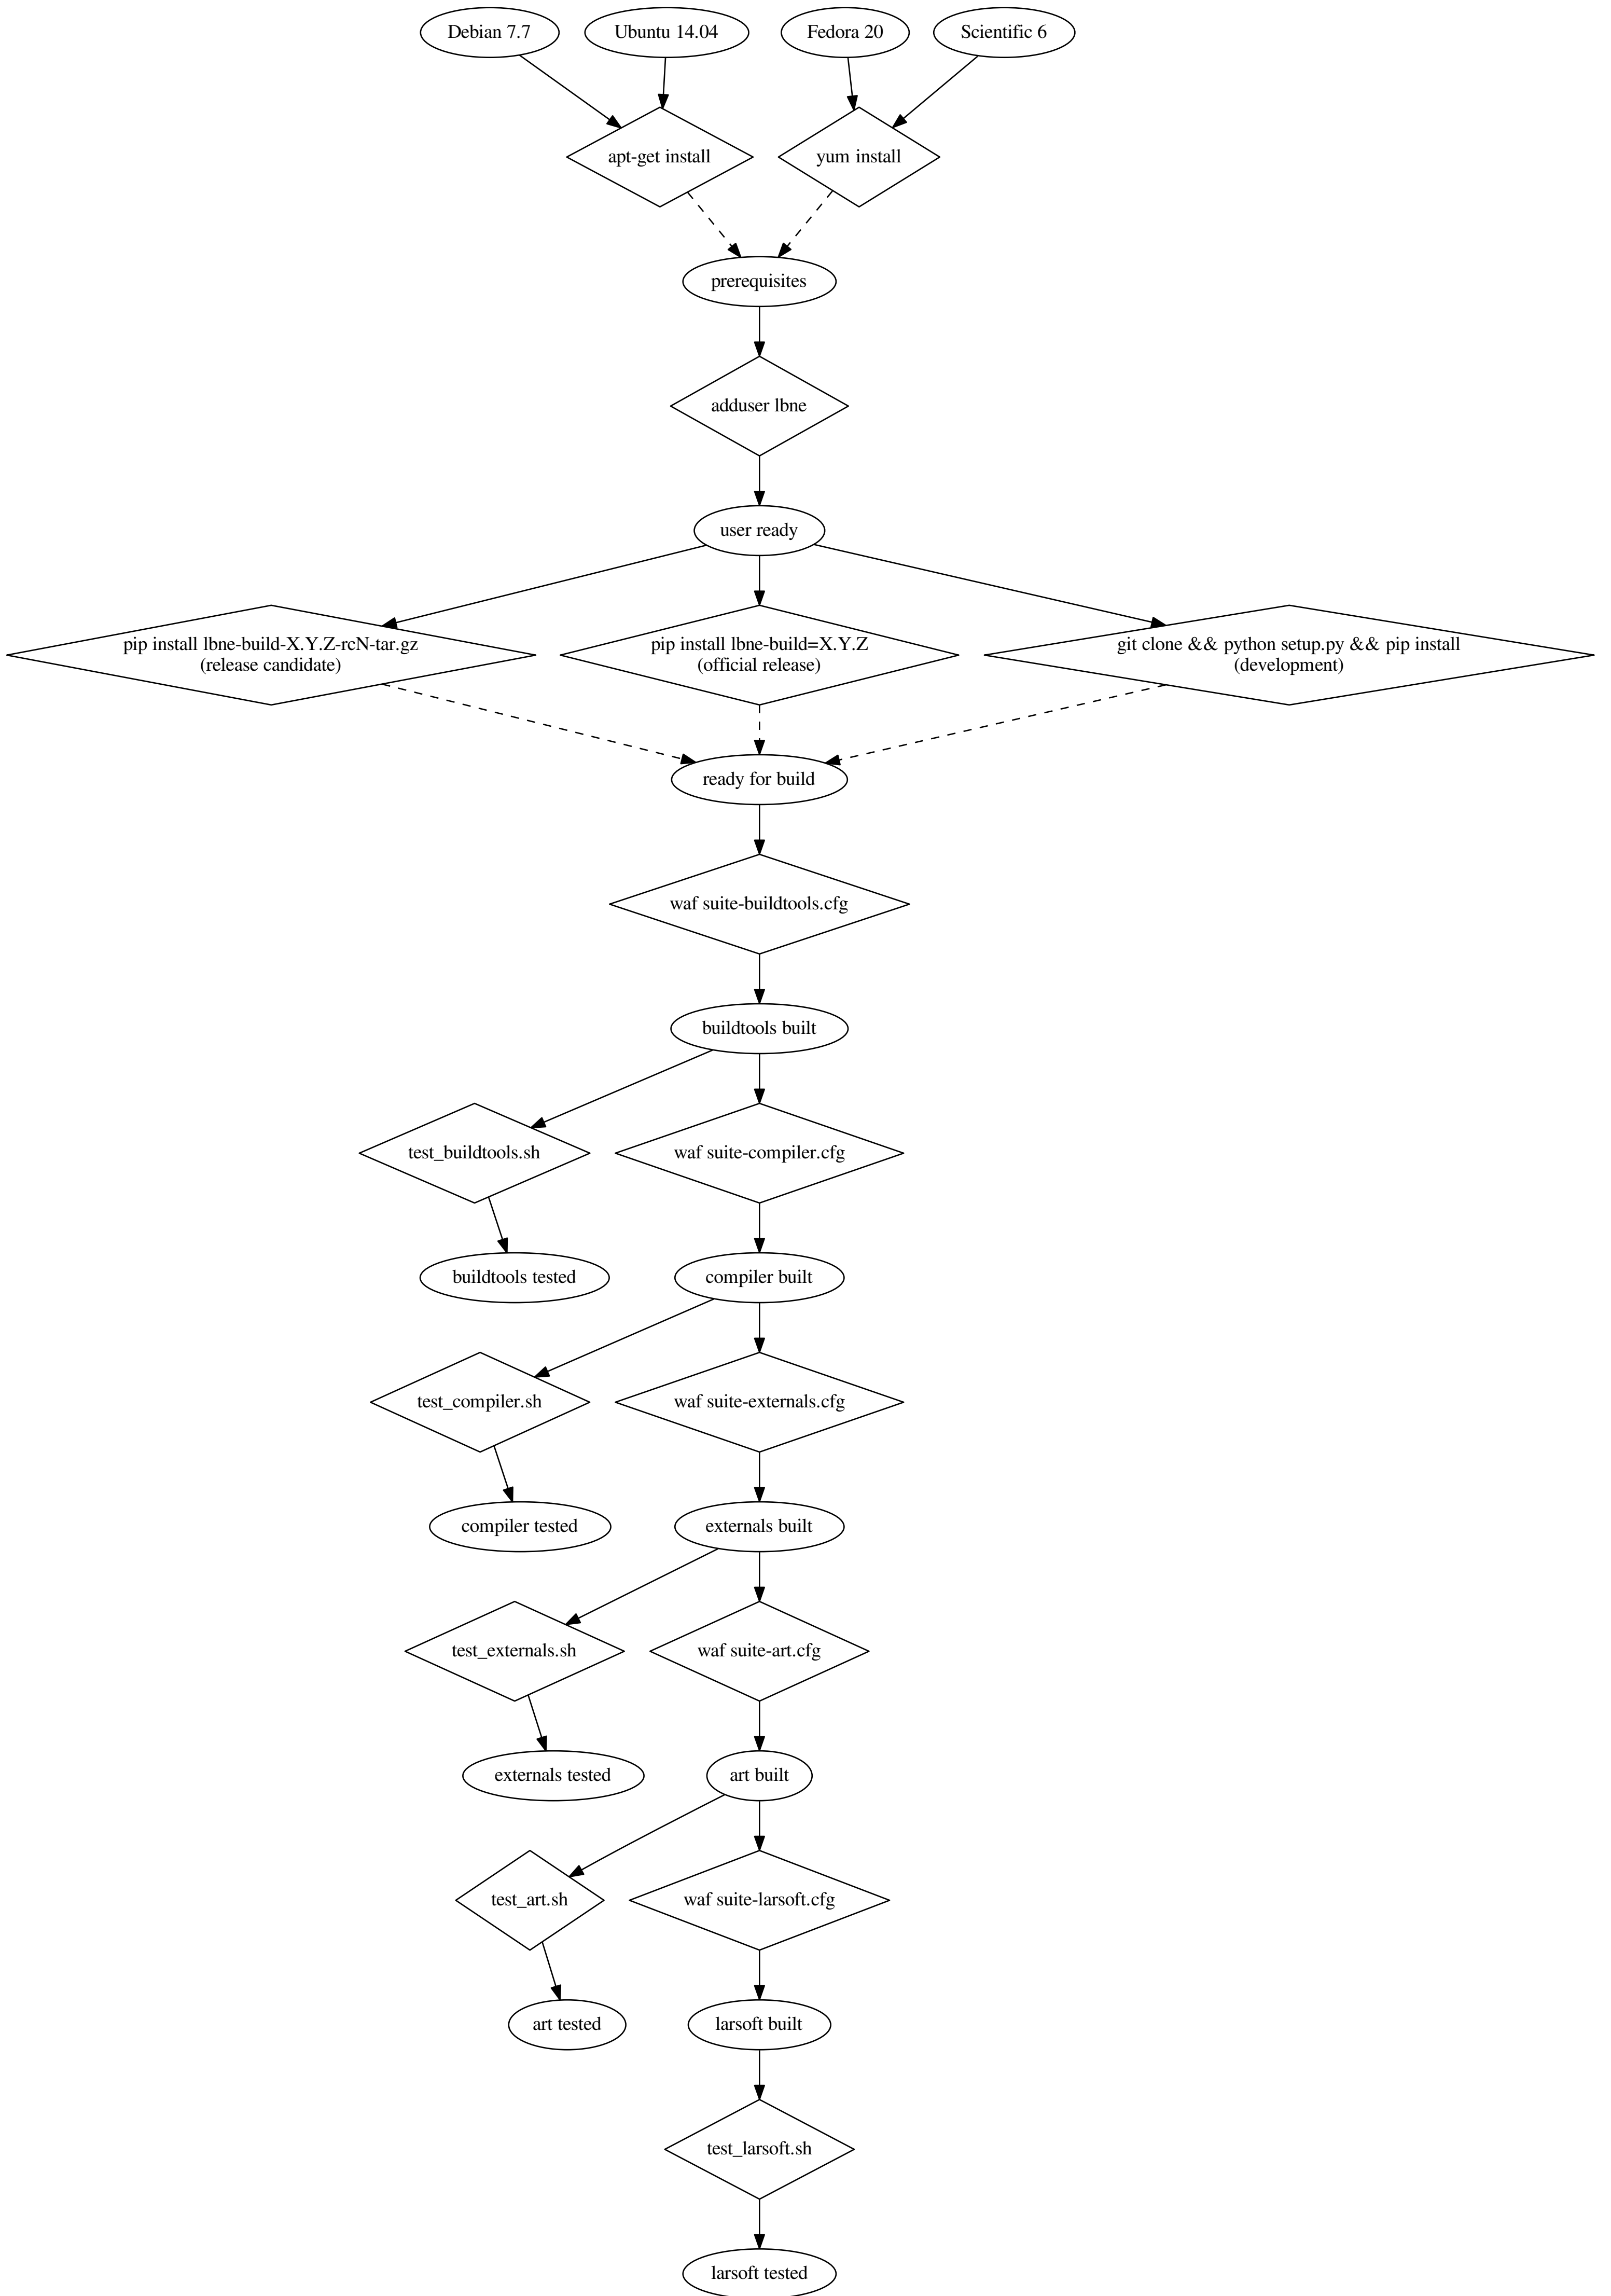 Debian 7.7
Ubuntu 14.04
Fedora 20
Scientific 6
apt-get install
yum install
prerequisites
adduser lbne
user ready
pip install lbne-build-X.Y.Z-rcN-tar.gz
(release candidate)
pip install lbne-build=X.Y.Z
(official release)
git clone && python setup.py && pip install
(development)
ready for build
waf suite-buildtools.cfg
buildtools built
test_buildtools.sh
waf suite-compiler.cfg
buildtools tested
compiler built
test_compiler.sh
waf suite-externals.cfg
compiler tested
externals built
test_externals.sh
waf suite-art.cfg
externals tested
art built
test_art.sh
waf suite-larsoft.cfg
art tested
larsoft built
test_larsoft.sh
larsoft tested